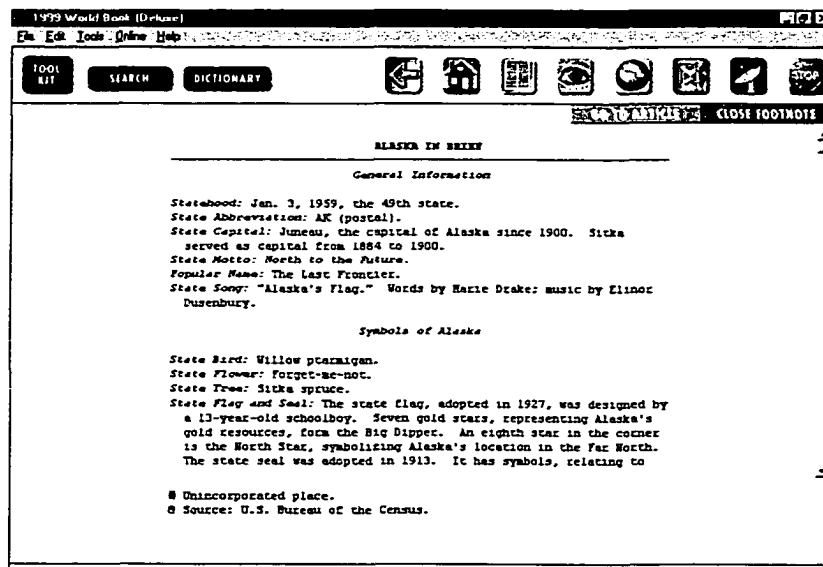 1999 World Book (Deluxe)
File Edit Tools Online Help
TOOL KIT
SEARCH
DICTIONARY
STOP
GO TO ARTICLE
CLOSE FOOTNOTE
ALASKA IN BRIEF
General Information
Statehood: Jan. 3, 1959, the 49th state.
State Abbreviation: AK (postal).
State Capital: Juneau, the capital of Alaska since 1900. Sitka
served as capital from 1884 to 1900.
State Motto: North to the Future.
Popular Name: The Last Frontier.
State Song: "Alaska's Flag." Words by Marie Drake; music by Elinor
Dusenbury.
Symbols of Alaska
State Bird: Willow ptarmigan.
State Flower: Forget-me-not.
State Tree: Sitka spruce.
State Flag and Seal: The state flag, adopted in 1927, was designed by
a 13-year-old schoolboy. Seven gold stars, representing Alaska's
gold resources, form the Big Dipper. An eighth star in the corner
is the North Star, symbolizing Alaska's location in the Far North.
The state seal was adopted in 1913. It has symbols, relating to
Unincorporated place.
Source: U.S. Bureau of the Census.